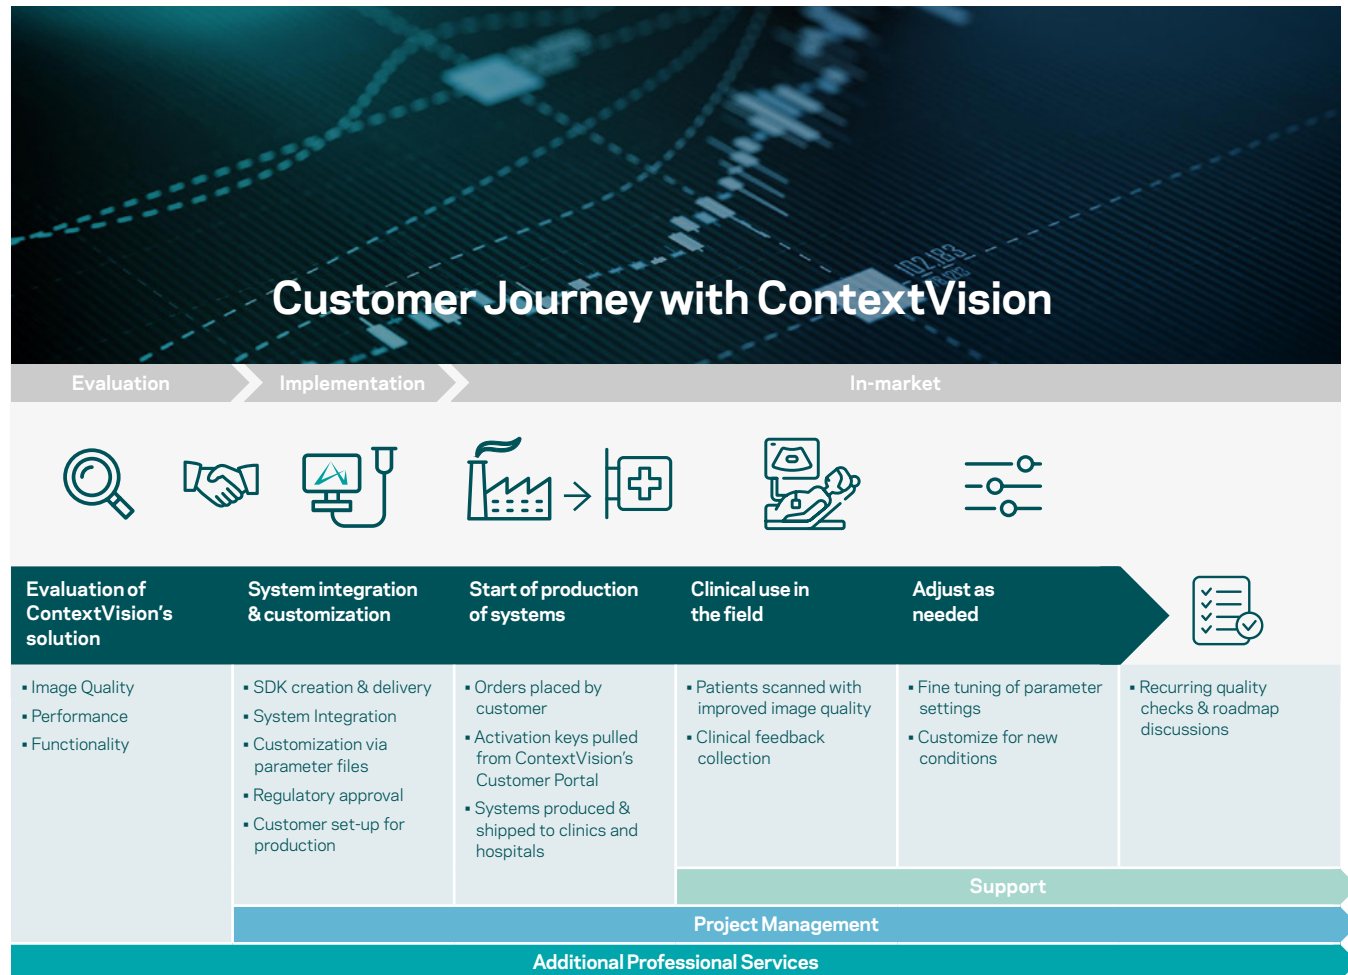 102.183
Customer Journey with ContextVision
Evaluation
Implementation
In-market
Evaluation of
ContextVision's
solution
▪ Image Quality
▪ Performance
▪ Functionality
System integration
& customization
▪ SDK creation & delivery
▪ System Integration
▪ Customization via
parameter files
▪ Regulatory approval
▪ Customer set-up for
production
Start of production
of systems
▪ Orders placed by
customer
▪ Activation keys pulled
from ContextVision's
Customer Portal
▪ Systems produced &
shipped to clinics and
hospitals
Clinical use in
the field
▪ Patients scanned with
improved image quality
▪ Clinical feedback
collection
Adjust as
needed
▪ Fine tuning of parameter
settings
▪ Customize for new
conditions
▪ Recurring quality
checks & roadmap
discussions
Support
Project Management
Additional Professional Services